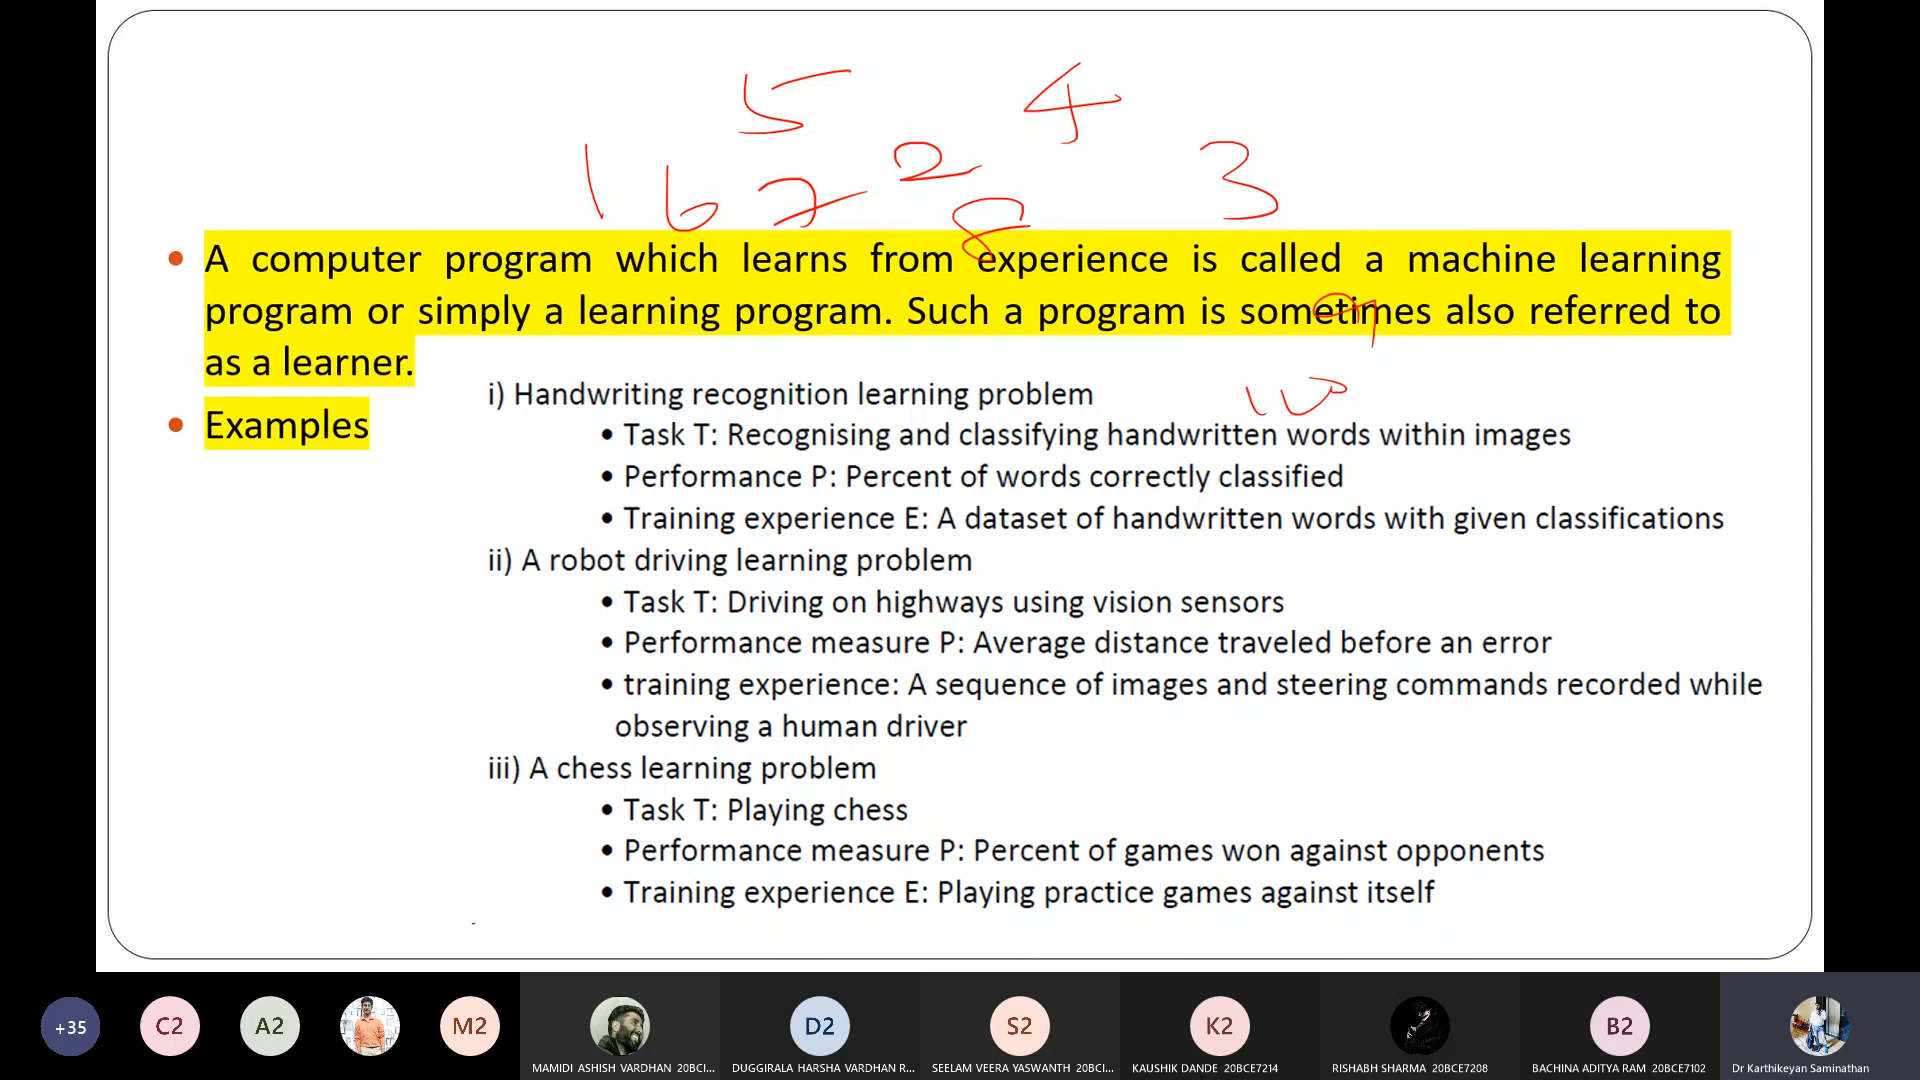 5 4
1 6 7 2 8 3
• A computer program which learns from experience is called a machine learning
program or simply a learning program. Such a program is sometimes also referred to
as a learner.
9
10
• Examples
i) Handwriting recognition learning problem
• Task T: Recognising and classifying handwritten words within images
• Performance P: Percent of words correctly classified
• Training experience E: A dataset of handwritten words with given classifications
ii) A robot driving learning problem
• Task T: Driving on highways using vision sensors
• Performance measure P: Average distance traveled before an error
• training experience: A sequence of images and steering commands recorded while
observing a human driver
iii) A chess learning problem
• Task T: Playing chess
• Performance measure P: Percent of games won against opponents
• Training experience E: Playing practice games against itself
+35 C2 A2 M2 D2 S2 K2 B2
MAMIDI ASHISH VARDHAN 20BCI... DUGGIRALA HARSHA VARDHAN R... SEELAM VEERA YASWANTH 20BCI... KAUSHIK DANDE 20BCE7214 RISHABH SHARMA 20BCE7208 BACHINA ADITYA RAM 20BCE7102 Dr Karthikeyan Saminathan